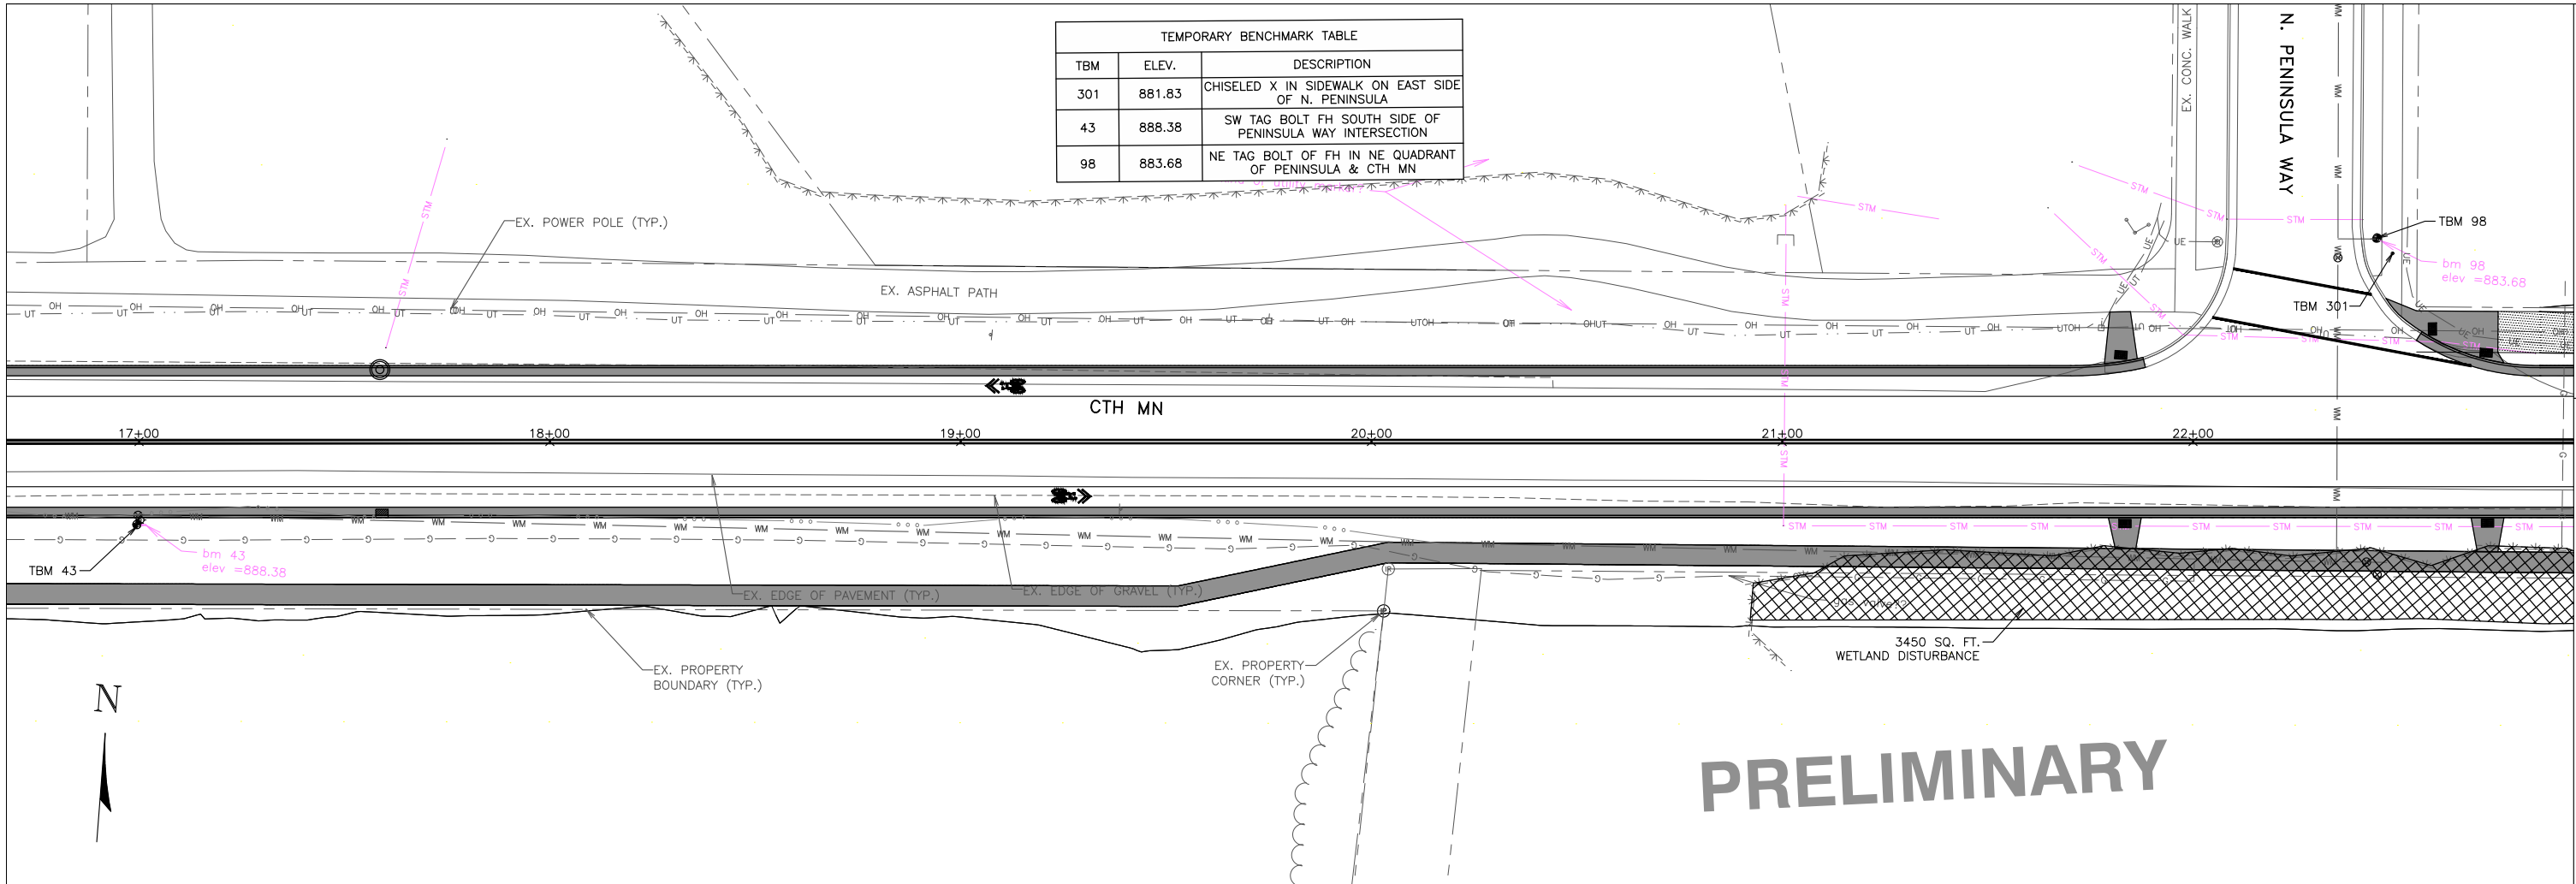 TEMPORARY BENCHMARK TABLE
TBM ELEV. DESCRIPTION
301 881.83 CHISELED X IN SIDEWALK ON EAST SIDE
OF N. PENINSULA
43 888.38 SW TAG BOLT FH SOUTH SIDE OF
PENINSULA WAY INTERSECTION
98 883.68 NE TAG BOLT OF FH IN NE QUADRANT
OF PENINSULA & CTH MN
EX. CONC. WALK
N. PENINSULA WAY
EX. POWER POLE (TYP.)
TBM 98
bm 98
elev =883.68
TBM 301
EX. ASPHALT PATH
CTH MN
17+00 18+00 19+00 20+00 21+00 22+00
bm 43
elev =888.38
TBM 43
EX. EDGE OF PAVEMENT (TYP.)
EX. EDGE OF GRAVEL (TYP.)
gas valve??
3450 SQ. FT.
WETLAND DISTURBANCE
EX. PROPERTY
BOUNDARY (TYP.)
EX. PROPERTY
CORNER (TYP.)
N
PRELIMINARY